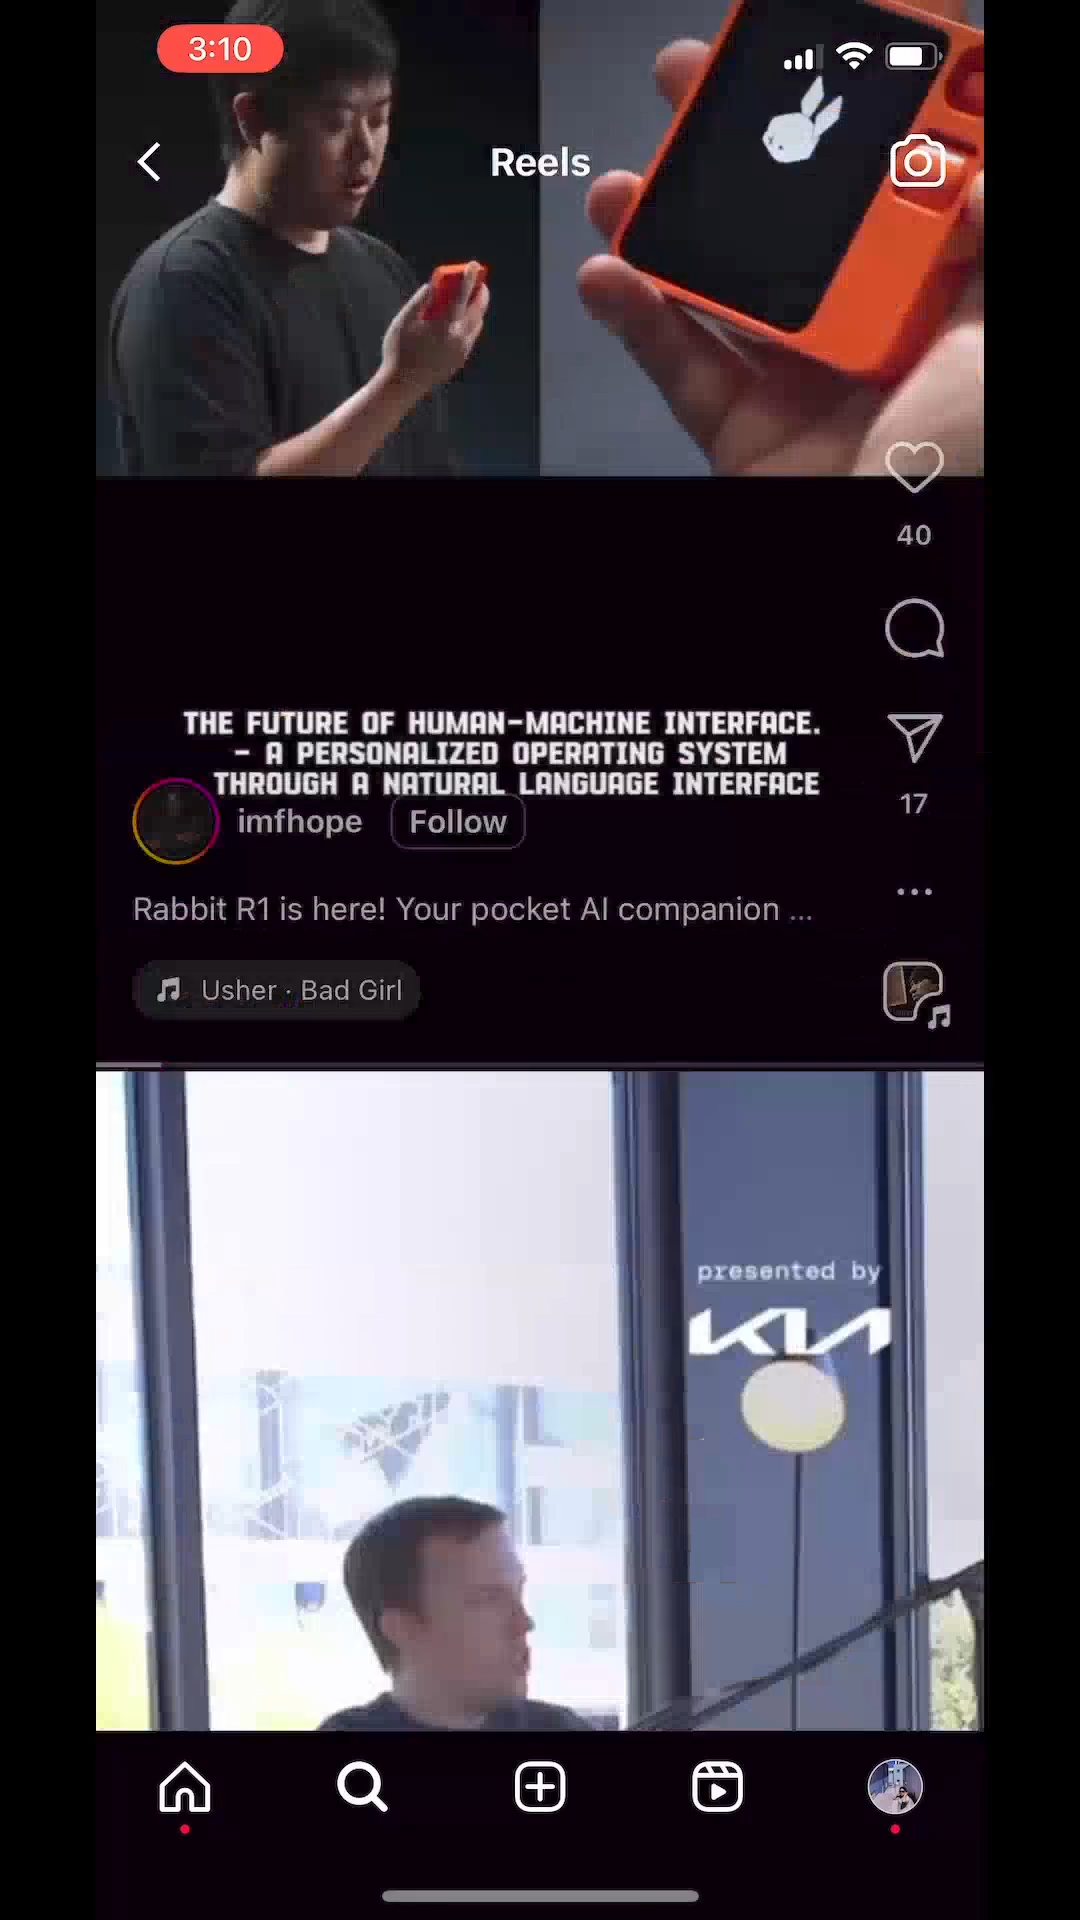 3:10
Reels
40
THE FUTURE OF HUMAN-MACHINE INTERFACE.
- A PERSONALIZED OPERATING SYSTEM
THROUGH A NATURAL LANGUAGE INTERFACE
17
imfhope Follow
Rabbit R1 is here! Your pocket AI companion ...
Usher · Bad Girl
presented by
KIA